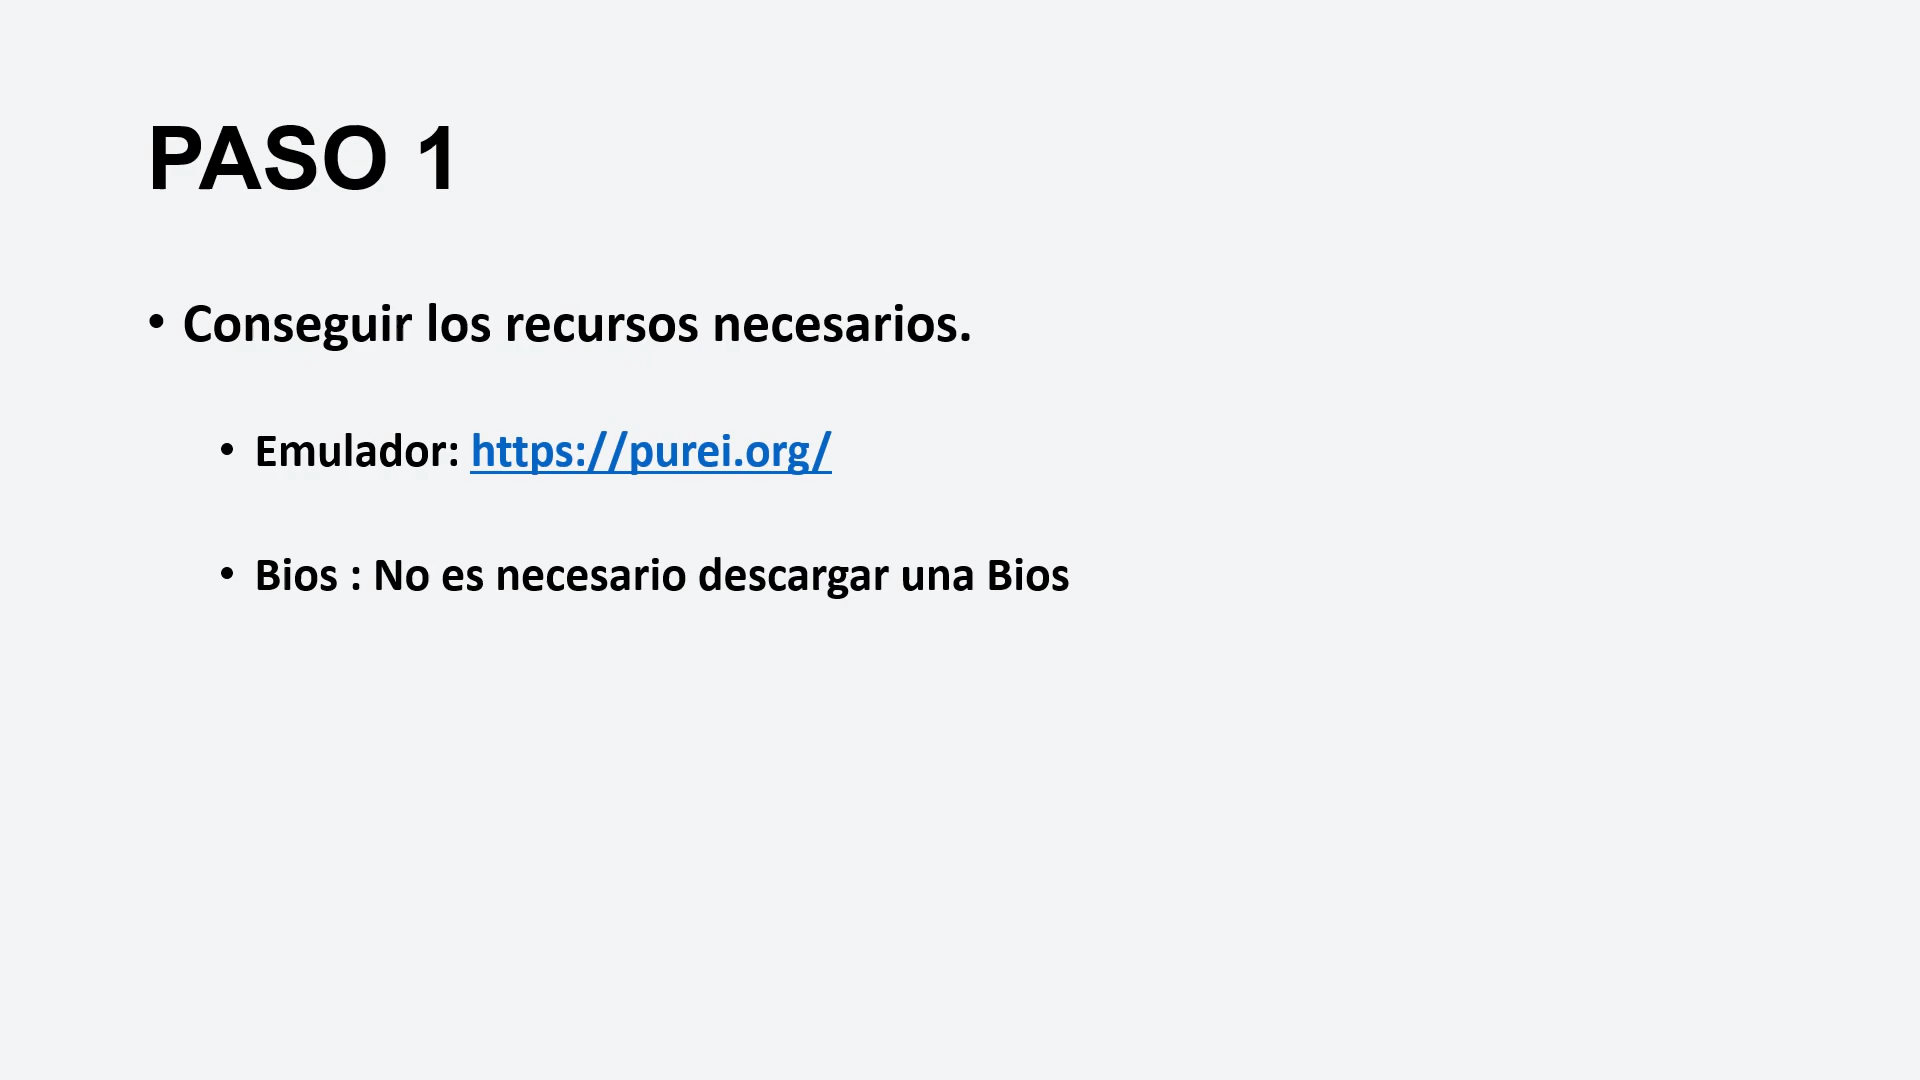 PASO 1
• Conseguir los recursos necesarios.
• Emulador: https://purei.org/
• Bios : No es necesario descargar una Bios